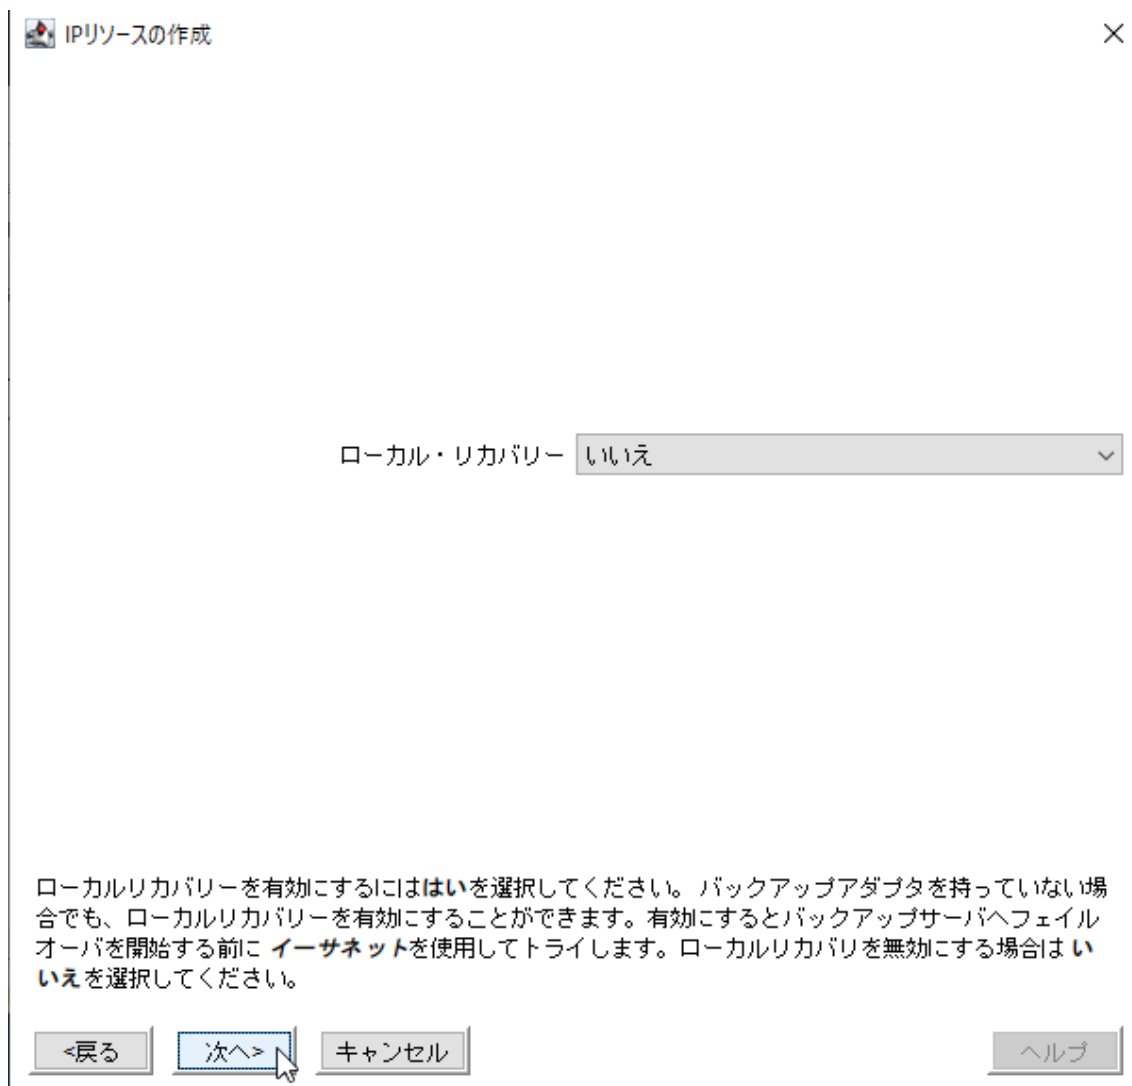 IPリソースの作成
ローカル・リカバリー いいえ
ローカルリカバリーを有効にするにははいを選択してください。 バックアップアダプタを持っていない場
合でも、ローカルリカバリーを有効にすることができます。有効にするとバックアップサーバへフェイル
オーバを開始する前に イーサネットを使用してトライします。ローカルリカバリを無効にする場合は い
いえを選択してください。
<戻る 次へ> キャンセル ヘルプ